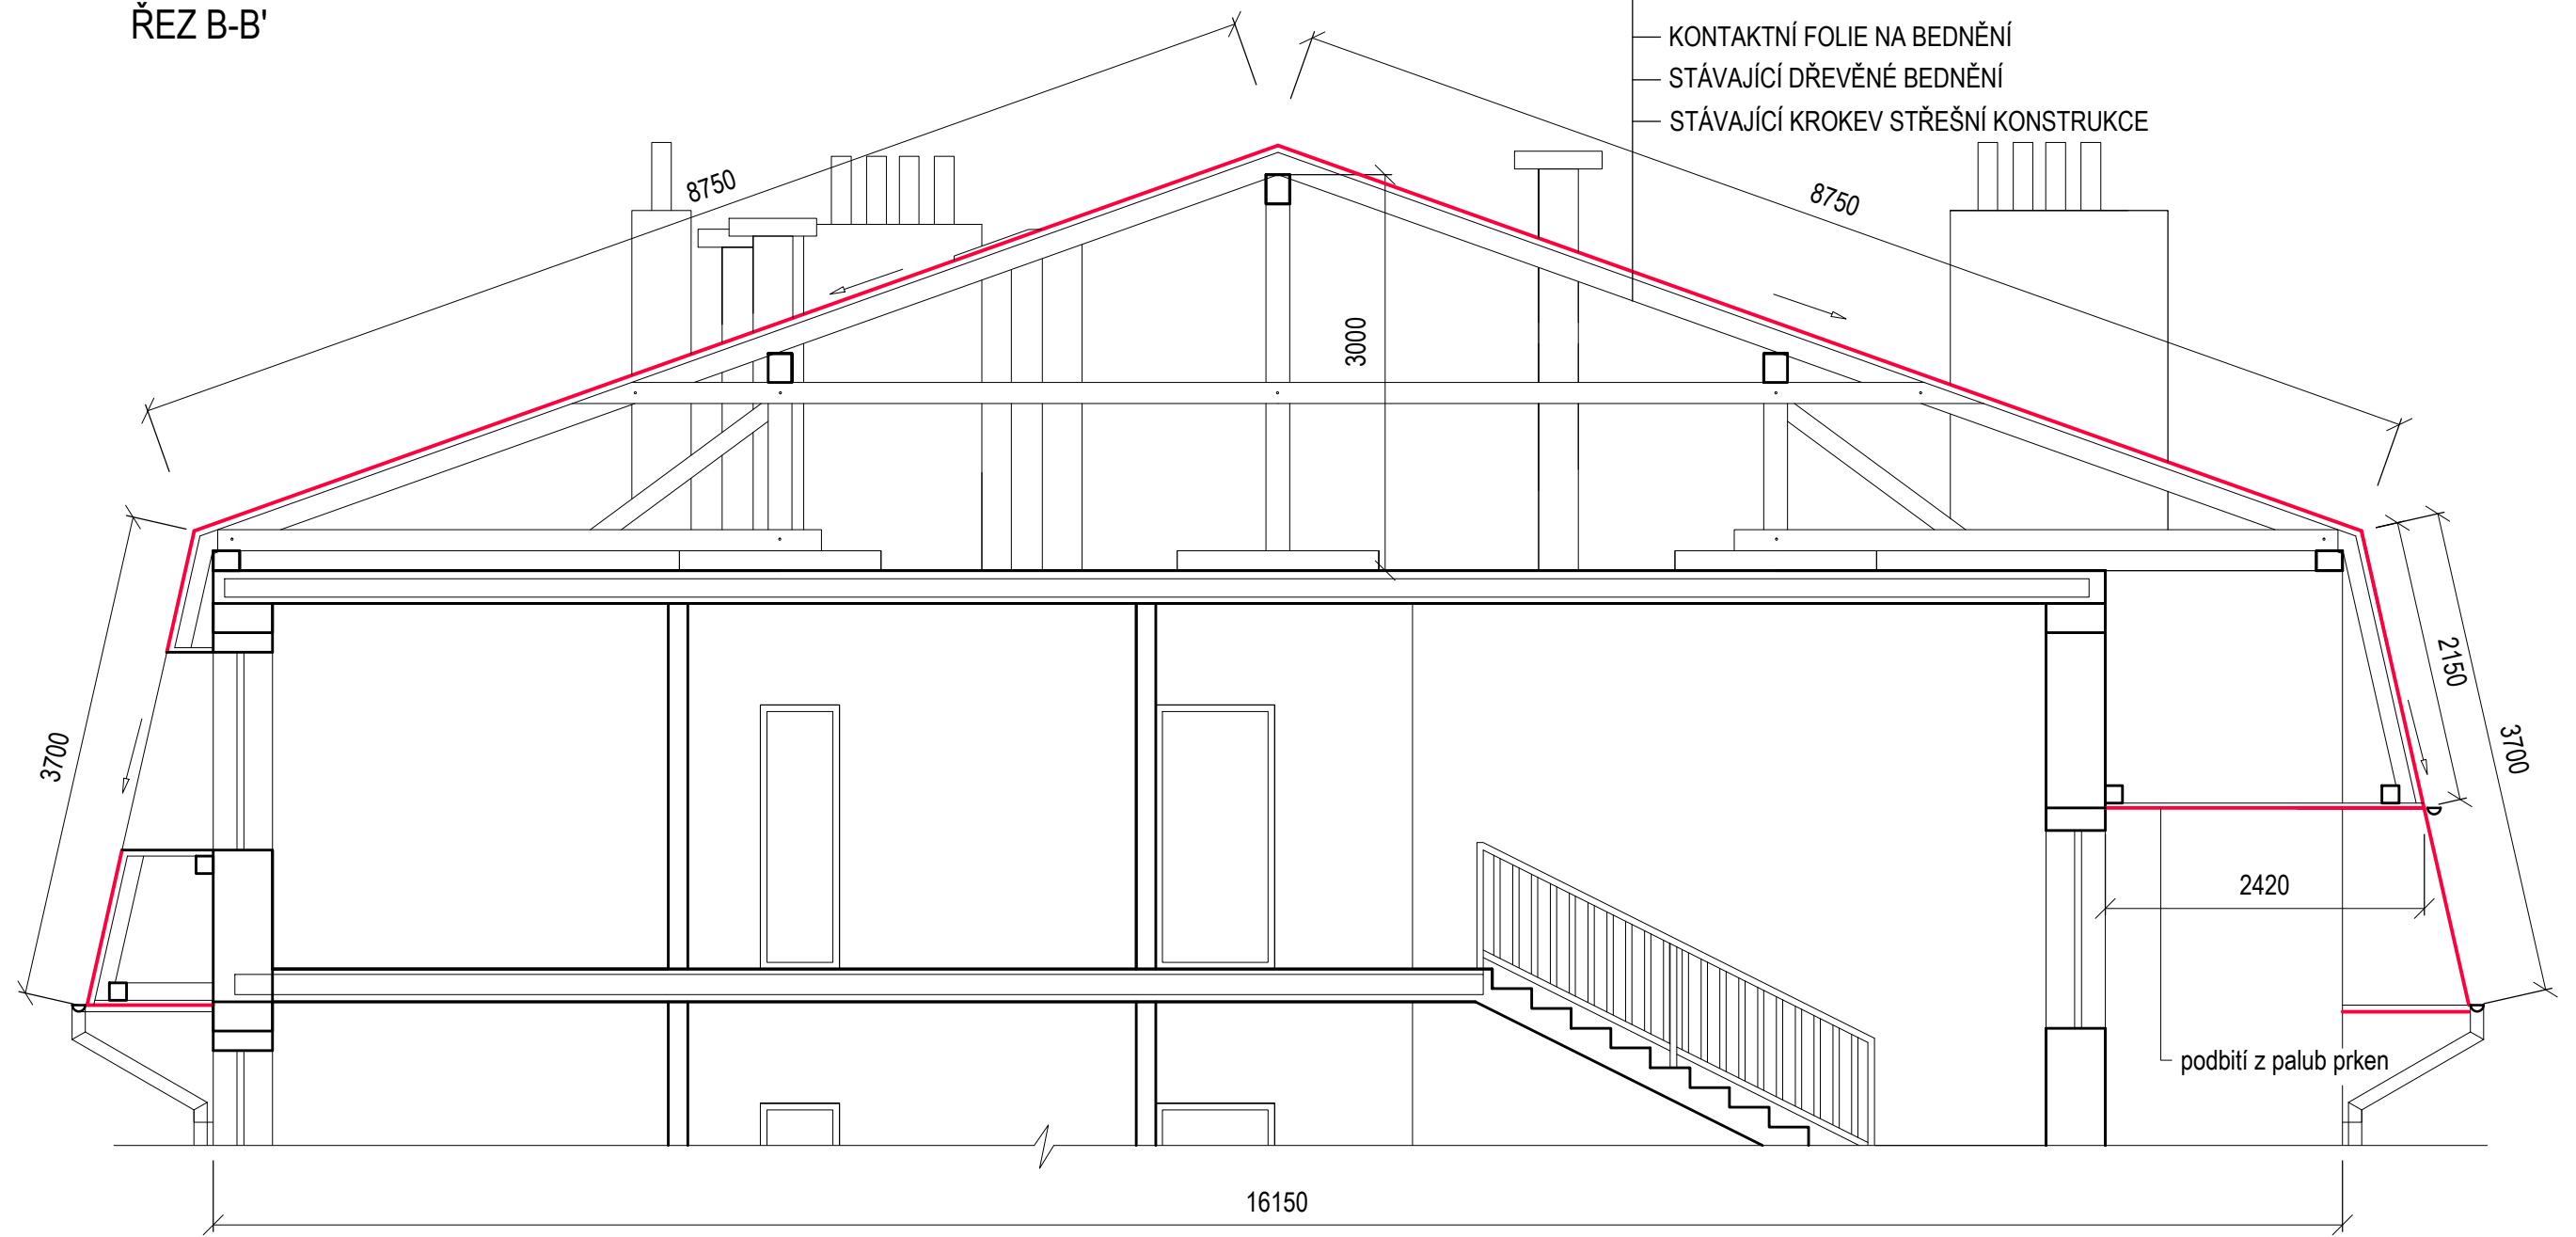 ŘEZ B-B'
KONTAKTNÍ FOLIE NA BEDNĚNÍ
STÁVAJÍCÍ DŘEVĚNÉ BEDNĚNÍ
STÁVAJÍCÍ KROKEV STŘEŠNÍ KONSTRUKCE
8750
8750
3000
3700
2150
3700
2420
podbití z palub prken
16150